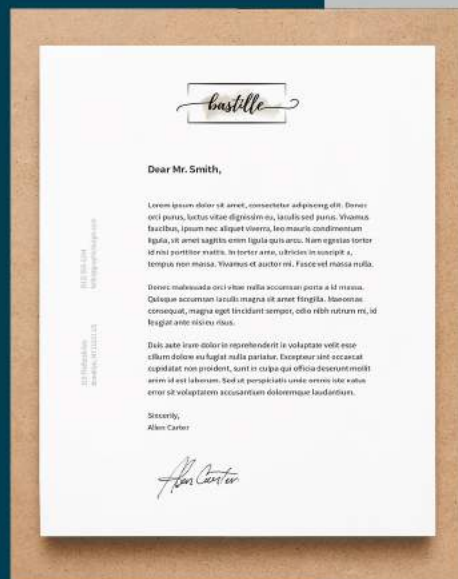 bastille
Dear Mr. Smith,
Lorem ipsum dolor sit amet, consectetur adipiscing elit. Donec
orci purus, luctus vitae dignissim eu, iaculis sed purus. Vivamus
faucibus, ipsum nec aliquet viverra, leo mauris condimentum
ligula, sit amet sagittis enim ligula quis arcu. Nam egestas tortor
id nisi porttitor mattis. In tortor ante, ultricies in suscipit a,
tempus non massa. Vivamus et auctor mi. Fusce vel massa nulla.
Donec malesuada orci vitae nulla accumsan porta a id massa.
Quisque accumsan iaculis magna sit amet fringilla. Maecenas
consequat, magna eget tincidunt semper, odio nibh rutrum mi, id
feugiat ante nisi eu risus.
Duis aute irure dolor in reprehenderit in voluptate velit esse
cillum dolore eu fugiat nulla pariatur. Excepteur sint occaecat
cupidatat non proident, sunt in culpa qui officia deserunt mollit
anim id est laborum. Sed ut perspiciatis unde omnis iste natus
error sit voluptatem accusantium doloremque laudantium.
Sincerely,
Allen Carter
Allen Carter